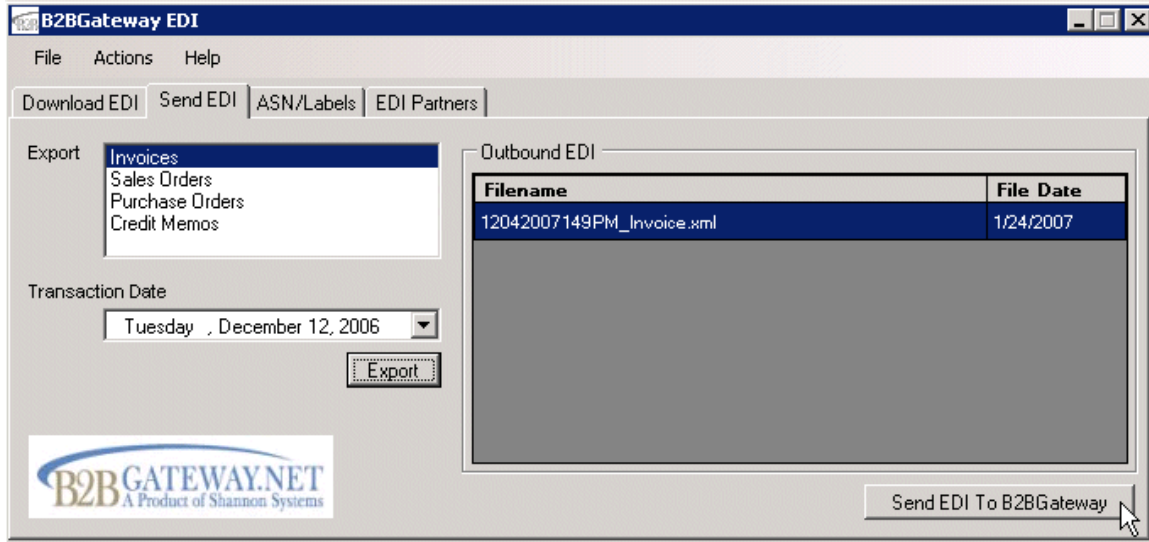 B2BGateway EDI
File Actions Help
Download EDI Send EDI ASN/Labels EDI Partners
Export
Invoices
Sales Orders
Purchase Orders
Credit Memos
Transaction Date
Tuesday , December 12, 2006
Export
Outbound EDI
Filename File Date
12042007149PM_Invoice.xml 1/24/2007
B2BGATEWAY.NET
A Product of Shannon Systems
Send EDI To B2BGateway